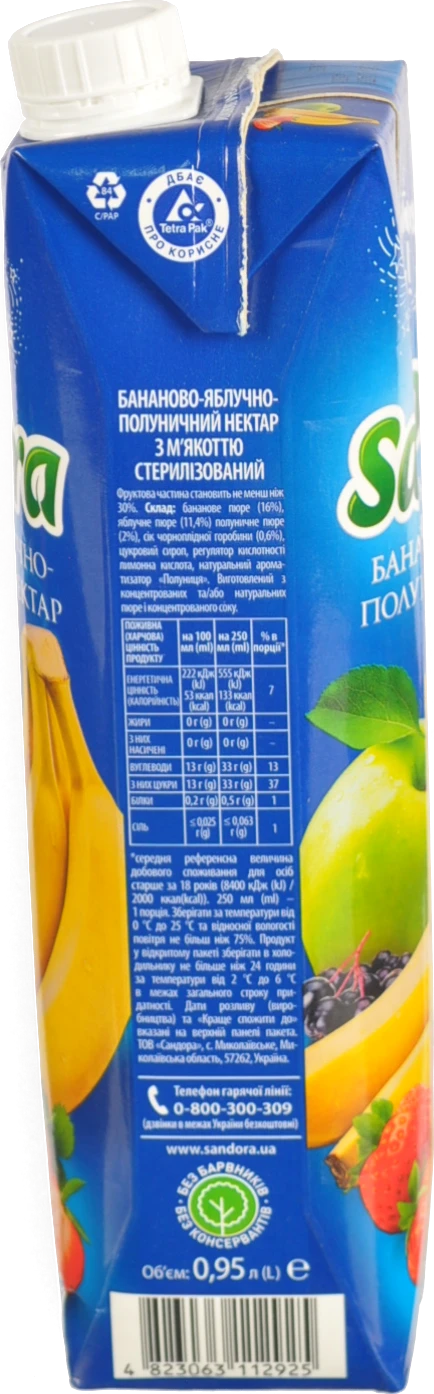 84
C/PAP
ДБАЄ
Tetra Pak®
ПРО КОРИСНЕ
БАНАНОВО-ЯБЛУЧНО-
ПОЛУНИЧНИЙ НЕКТАР
З М'ЯКОТТЮ
СТЕРИЛІЗОВАНИЙ
Фруктова частина становить не менш ніж
30%. Склад: бананове пюре (16%),
яблучне пюре (11,4%) полуничне пюре
(2%), сік чорноплідної горобини (0,6%),
цукровий сироп, регулятор кислотності
лимонна кислота, натуральний арома-
тизатор «Полуниця». Виготовлений з
концентрованих та/або натуральних
пюре і концентрованого соку.
ПОЖИВНА (ХАРЧОВА) ЦІННІСТЬ ПРОДУКТУ на 100 мл (ml) на 250 мл (ml) % в порції*
ЕНЕРГЕТИЧНА ЦІННІСТЬ (КАЛОРІЙНІСТЬ) 222 кДж (kJ) 53 ккал (kcal) 555 кДж (kJ) 133 ккал (kcal) 7
ЖИРИ 0 г (g) 0 г (g) –
З НИХ НАСИЧЕНІ 0 г (g) 0 г (g) –
ВУГЛЕВОДИ 13 г (g) 33 г (g) 13
З НИХ ЦУКРИ 13 г (g) 33 г (g) 37
БІЛКИ 0,2 г (g) 0,5 г (g) 1
СІЛЬ ≤ 0,025 г (g) ≤ 0,063 г (g) 1
*середня референсна величина
добового споживання для осіб
старше за 18 років (8400 кДж (kJ) /
2000 ккал(kcal)). 250 мл (ml) –
1 порція. Зберігати за температури від
0 °С до 25 °С та відносної вологості
повітря не більш ніж 75%. Продукт
у відкритому пакеті зберігати в холо-
дильнику не більше ніж 24 години
за температури від 2 °С до 6 °С
в межах загального строку при-
датності. Дати розливу (виро-
бництва) та «Краще спожити до»
вказані на верхній панелі пакета.
ТОВ «Сандора», с. Миколаївське, Ми-
колаївська область, 57262, Україна.
Телефон гарячої лінії:
0-800-300-309
(дзвінки в межах України безкоштовні)
www.sandora.ua
БЕЗ БАРВНИКІВ
БЕЗ КОНСЕРВАНТІВ
Об'єм: 0,95 л (L) e
4 823063 112925
ra
НО-
КТАР
Sa
БАНА
ПОЛУ